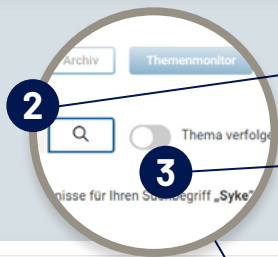 Archiv Themenmonitor
2
Thema verfolge
3
nisse für Ihren Suchbegriff „Syke“